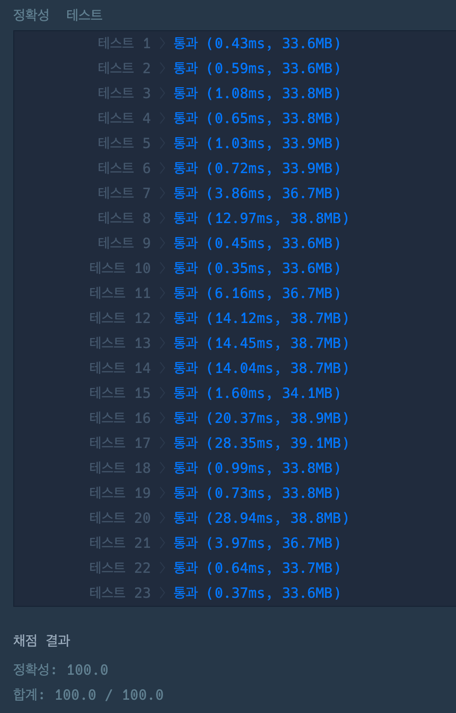 정확성 테스트
테스트 1 > 통과 (0.43ms, 33.6MB)
테스트 2 > 통과 (0.59ms, 33.6MB)
테스트 3 > 통과 (1.08ms, 33.8MB)
테스트 4 > 통과 (0.65ms, 33.8MB)
테스트 5 > 통과 (1.03ms, 33.9MB)
테스트 6 > 통과 (0.72ms, 33.9MB)
테스트 7 > 통과 (3.86ms, 36.7MB)
테스트 8 > 통과 (12.97ms, 38.8MB)
테스트 9 > 통과 (0.45ms, 33.6MB)
테스트 10 > 통과 (0.35ms, 33.6MB)
테스트 11 > 통과 (6.16ms, 36.7MB)
테스트 12 > 통과 (14.12ms, 38.7MB)
테스트 13 > 통과 (14.45ms, 38.7MB)
테스트 14 > 통과 (14.04ms, 38.7MB)
테스트 15 > 통과 (1.60ms, 34.1MB)
테스트 16 > 통과 (20.37ms, 38.9MB)
테스트 17 > 통과 (28.35ms, 39.1MB)
테스트 18 > 통과 (0.99ms, 33.8MB)
테스트 19 > 통과 (0.73ms, 33.8MB)
테스트 20 > 통과 (28.94ms, 38.8MB)
테스트 21 > 통과 (3.97ms, 36.7MB)
테스트 22 > 통과 (0.64ms, 33.7MB)
테스트 23 > 통과 (0.37ms, 33.6MB)
채점 결과
정확성: 100.0
합계: 100.0 / 100.0